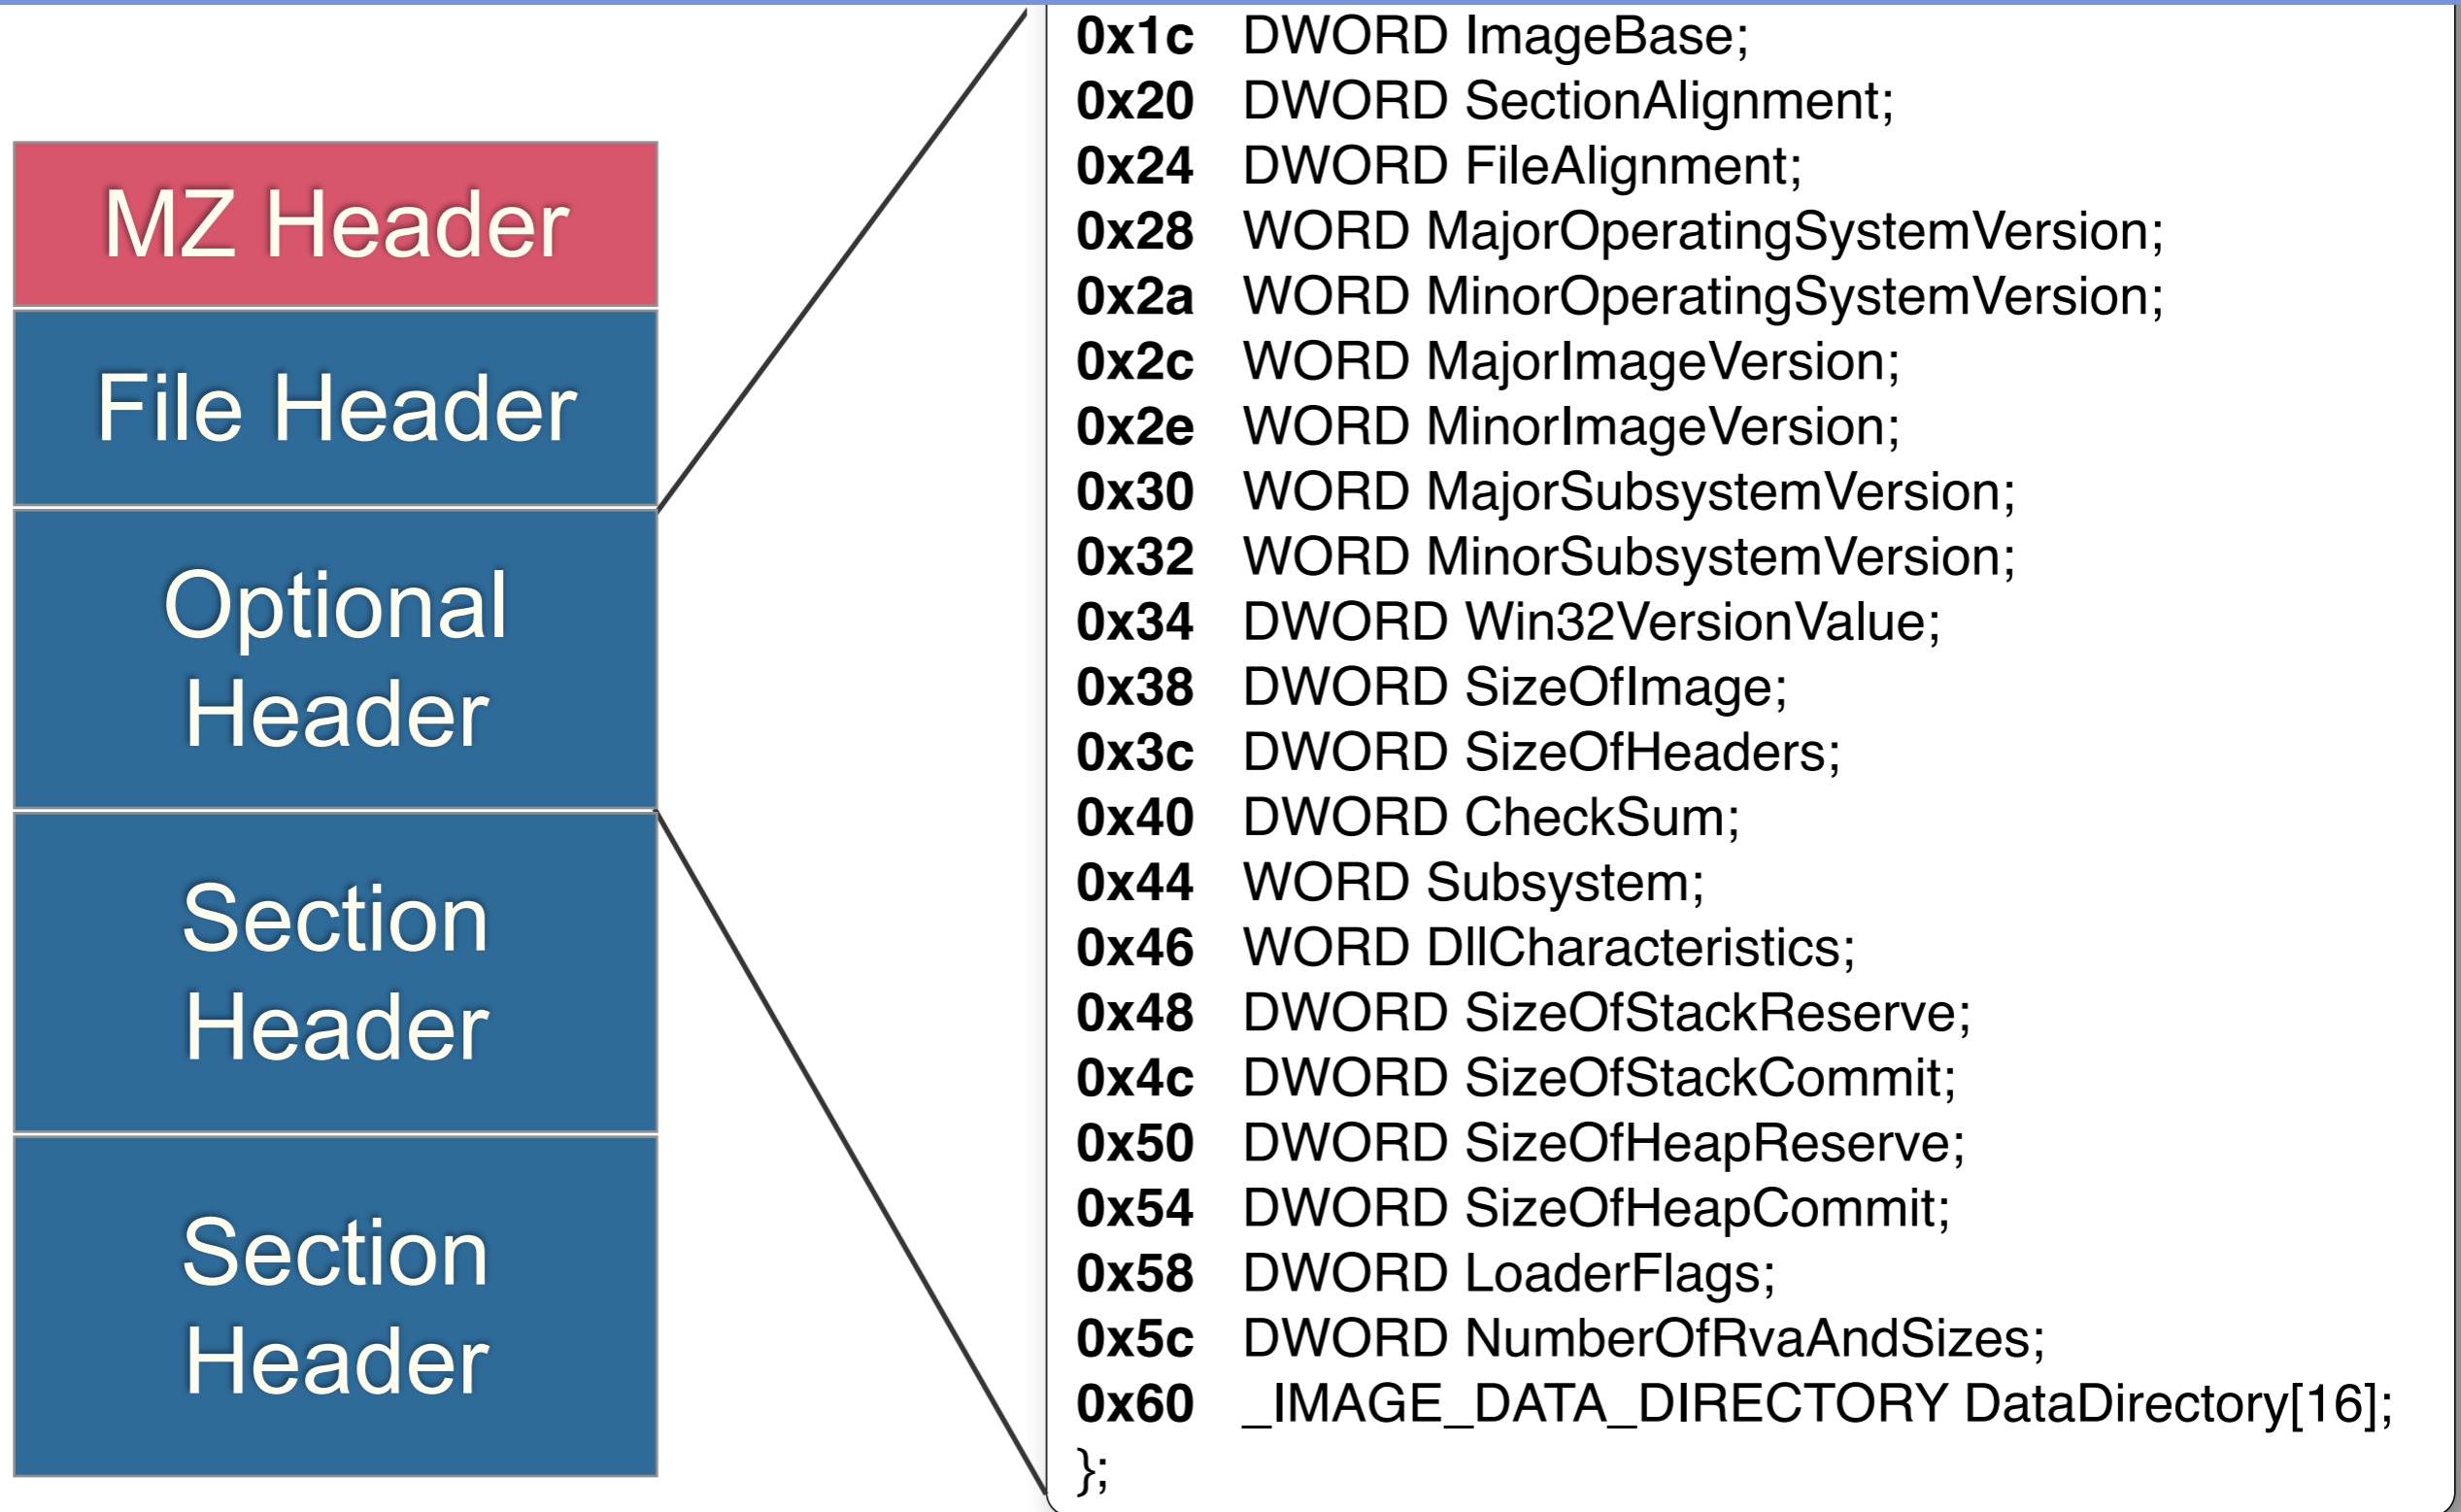 MZ Header
File Header
Optional
Header
Section
Header
Section
Header
0x1c DWORD ImageBase;
0x20 DWORD SectionAlignment;
0x24 DWORD FileAlignment;
0x28 WORD MajorOperatingSystemVersion;
0x2a WORD MinorOperatingSystemVersion;
0x2c WORD MajorImageVersion;
0x2e WORD MinorImageVersion;
0x30 WORD MajorSubsystemVersion;
0x32 WORD MinorSubsystemVersion;
0x34 DWORD Win32VersionValue;
0x38 DWORD SizeOfImage;
0x3c DWORD SizeOfHeaders;
0x40 DWORD CheckSum;
0x44 WORD Subsystem;
0x46 WORD DllCharacteristics;
0x48 DWORD SizeOfStackReserve;
0x4c DWORD SizeOfStackCommit;
0x50 DWORD SizeOfHeapReserve;
0x54 DWORD SizeOfHeapCommit;
0x58 DWORD LoaderFlags;
0x5c DWORD NumberOfRvaAndSizes;
0x60 _IMAGE_DATA_DIRECTORY DataDirectory[16];
};